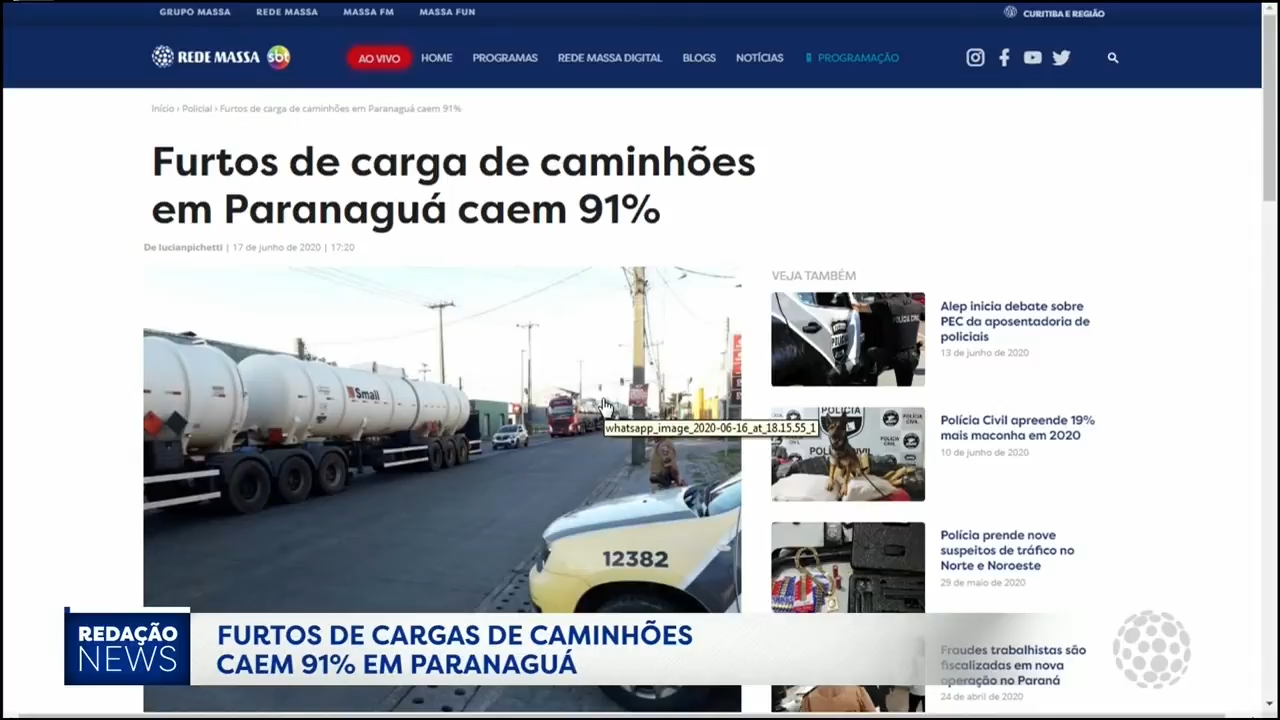 GRUPO MASSA REDE MASSA MASSA FM MASSA FUN CURITIBA E REGIÃO
REDE MASSA sbt AO VIVO HOME PROGRAMAS REDE MASSA DIGITAL BLOGS NOTÍCIAS PROGRAMAÇÃO
Início › Policial › Furtos de carga de caminhões em Paranaguá caem 91%
Furtos de carga de caminhões
em Paranaguá caem 91%
De lucianpichetti | 17 de junho de 2020 | 17:20
VEJA TAMBÉM
Small
whatsapp_image_2020-06-16_at_18.15.55_1
12382
Alep inicia debate sobre
PEC da aposentadoria de
policiais
13 de junho de 2020
POLÍCIA
Polícia Civil apreende 19%
mais maconha em 2020
10 de junho de 2020
Polícia prende nove
suspeitos de tráfico no
Norte e Noroeste
29 de maio de 2020
Fraudes trabalhistas são
fiscalizadas em nova
operação no Paraná
24 de abril de 2020
REDAÇÃO
NEWS
FURTOS DE CARGAS DE CAMINHÕES
CAEM 91% EM PARANAGUÁ